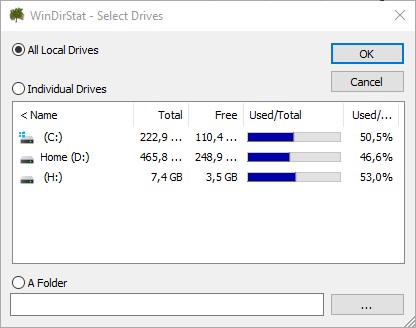 WinDirStat - Select Drives
All Local Drives
OK
Individual Drives
Cancel
< Name Total Free Used/Total Used/...
(C:) 222,9 ... 110,4 ... 50,5%
Home (D:) 465,8 ... 248,9 ... 46,6%
(H:) 7,4 GB 3,5 GB 53,0%
A Folder
...